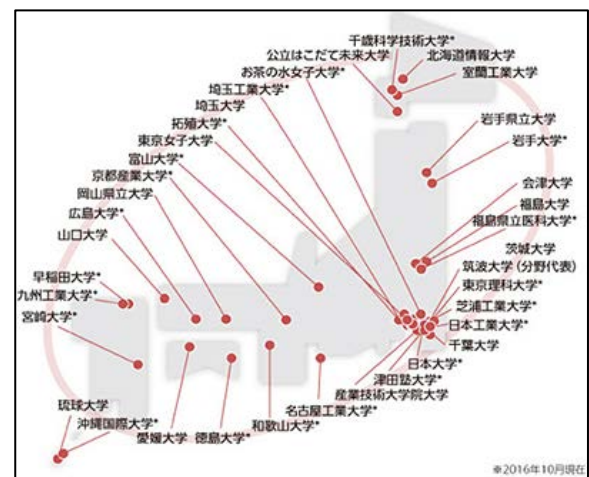 千歳科学技術大学*
公立はこだて未来大学
北海道情報大学
お茶の水女子大学*
室蘭工業大学
埼玉工業大学*
埼玉大学
拓殖大学*
東京女子大学
富山大学*
京都産業大学*
岡山県立大学
広島大学*
山口大学
早稲田大学*
九州工業大学*
宮崎大学*
琉球大学
沖縄国際大学*
愛媛大学
徳島大学*
和歌山大学*
名古屋工業大学*
産業技術大学院大学
津田塾大学*
日本大学*
岩手県立大学
岩手大学*
会津大学
福島大学
福島県立医科大学*
茨城大学
筑波大学(分野代表)
東京理科大学*
芝浦工業大学*
日本工業大学*
千葉大学
※2016年10月現在